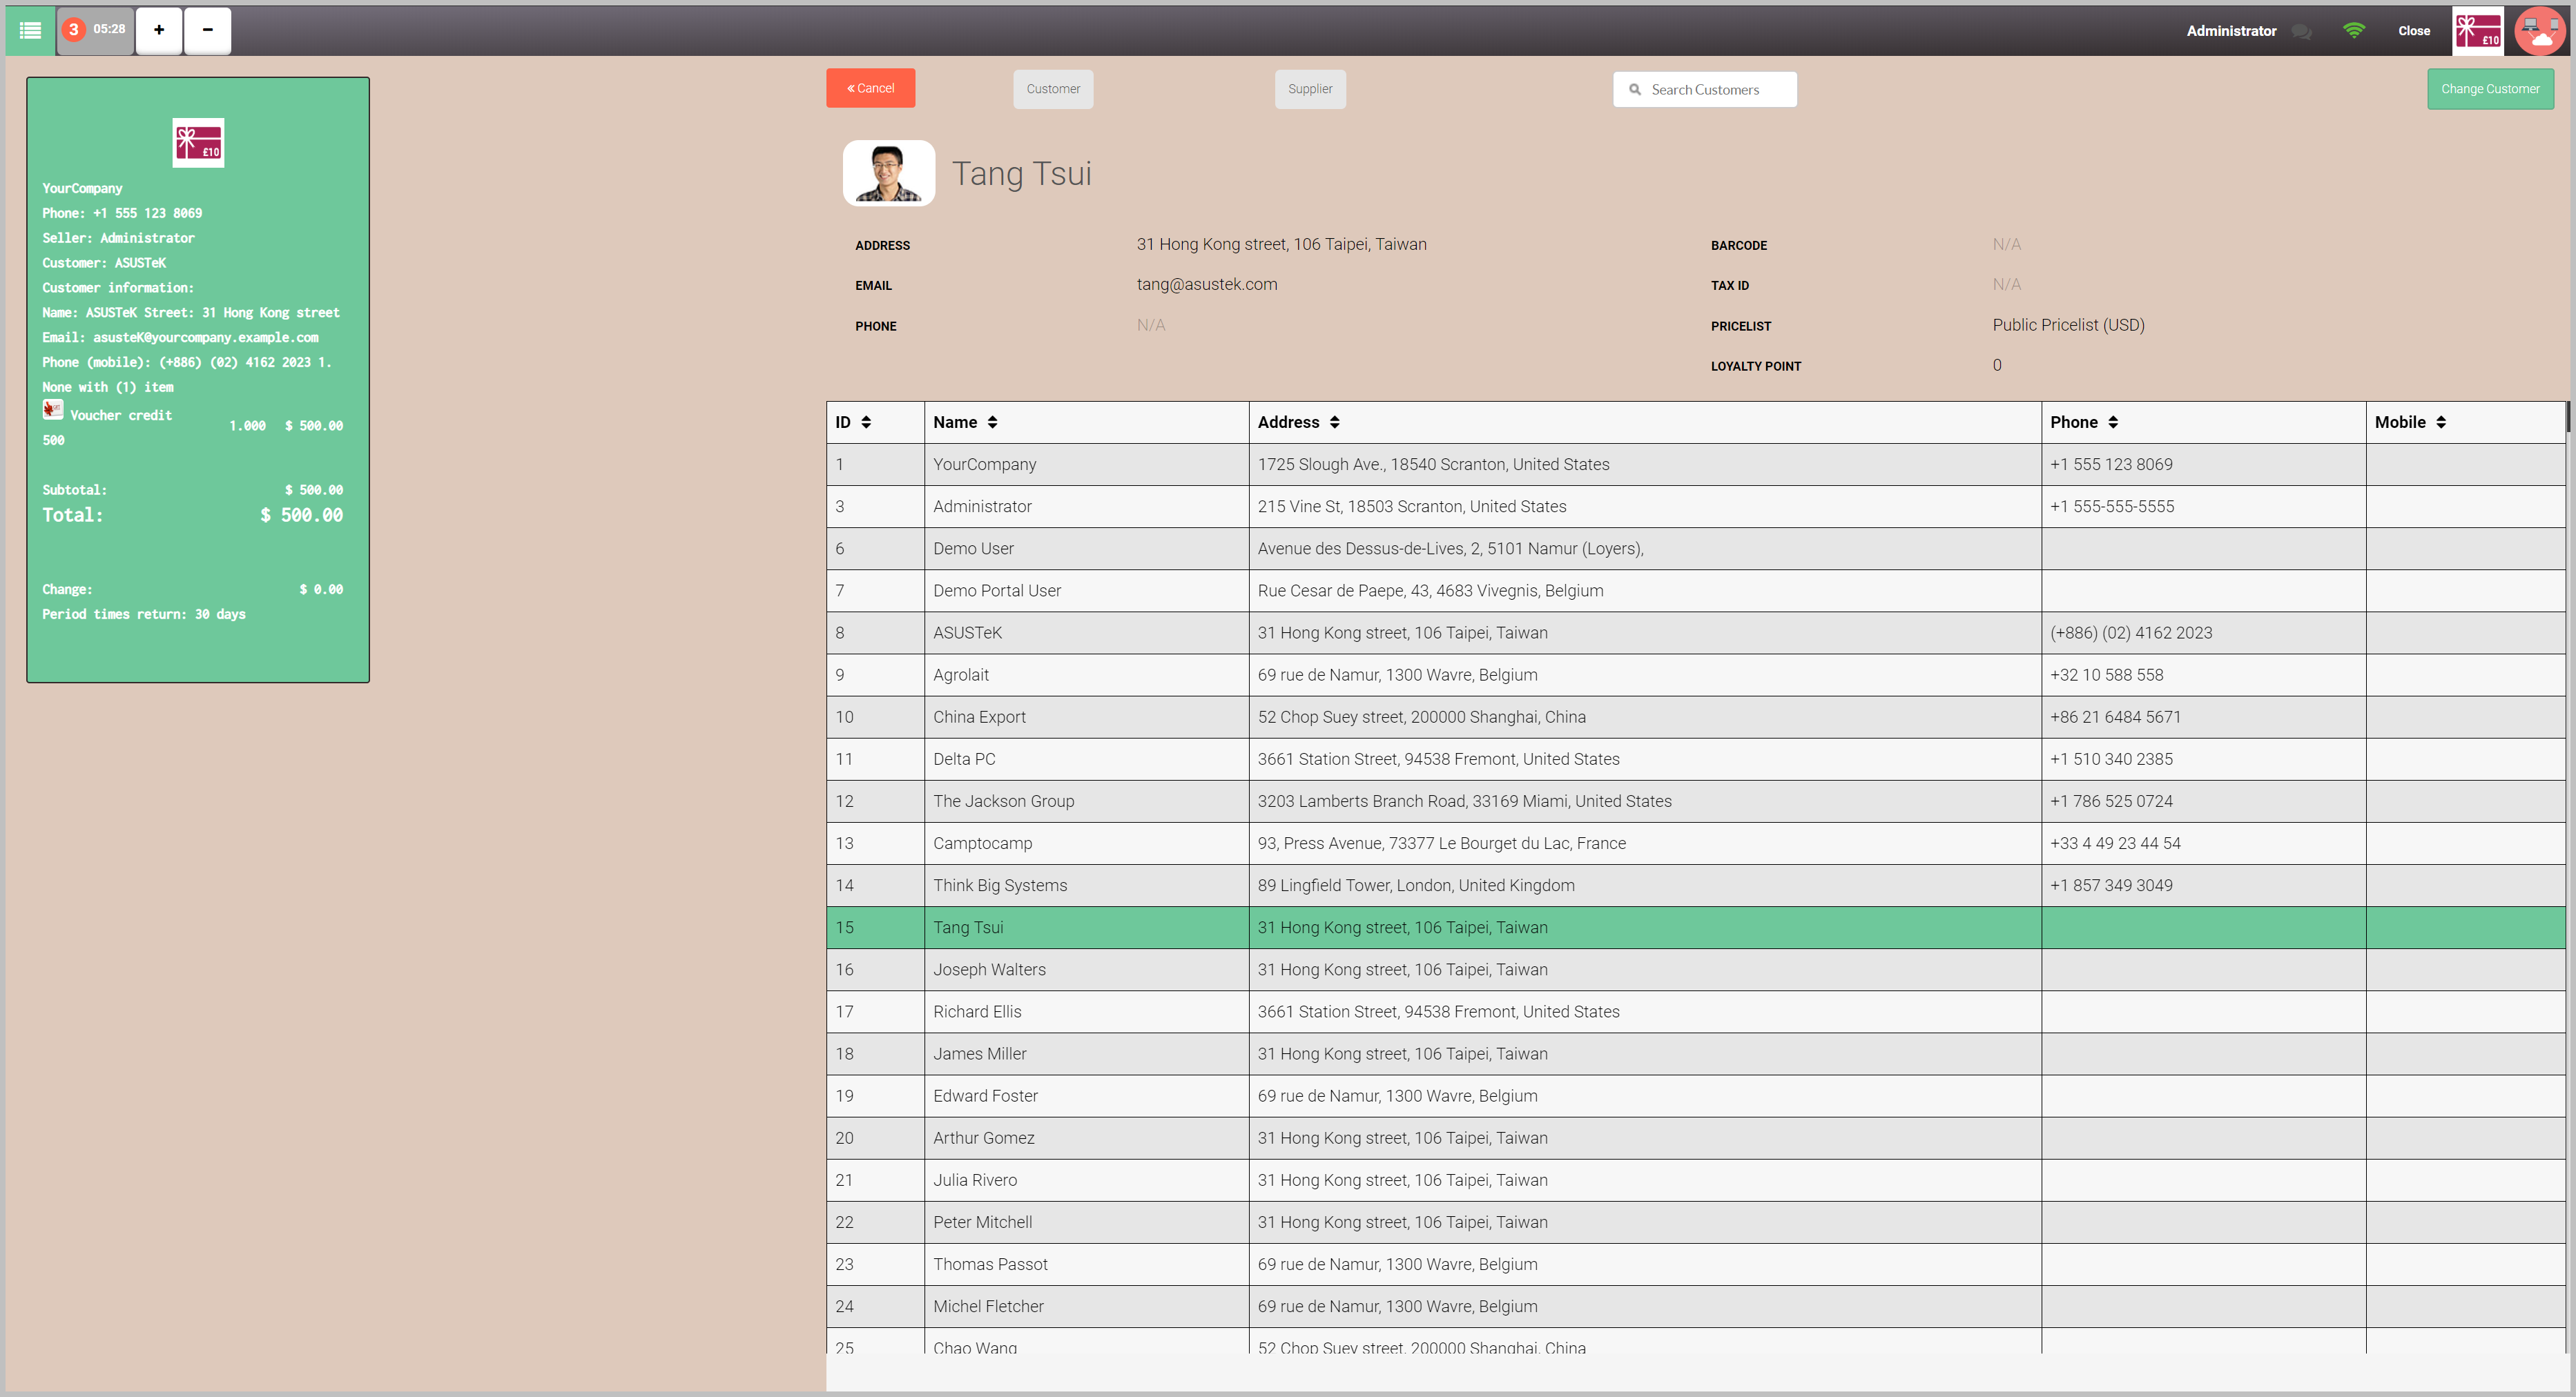 3 05:28 + -
Administrator Close £10
£10
YourCompany
Phone: +1 555 123 8069
Seller: Administrator
Customer: ASUSTeK
Customer information:
Name: ASUSTeK Street: 31 Hong Kong street
Email: asusteK@yourcompany.example.com
Phone (mobile): (+886) (02) 4162 2023 1.
None with (1) item
Voucher credit
500 1.000 $ 500.00
Subtotal: $ 500.00
Total: $ 500.00
Change: $ 0.00
Period times return: 30 days
« Cancel Customer Supplier Search Customers Change Customer
Tang Tsui
ADDRESS 31 Hong Kong street, 106 Taipei, Taiwan BARCODE N/A
EMAIL tang@asustek.com TAX ID N/A
PHONE N/A PRICELIST Public Pricelist (USD)
LOYALTY POINT 0
ID Name Address Phone Mobile
1 YourCompany 1725 Slough Ave., 18540 Scranton, United States +1 555 123 8069
3 Administrator 215 Vine St, 18503 Scranton, United States +1 555-555-5555
6 Demo User Avenue des Dessus-de-Lives, 2, 5101 Namur (Loyers),
7 Demo Portal User Rue Cesar de Paepe, 43, 4683 Vivegnis, Belgium
8 ASUSTeK 31 Hong Kong street, 106 Taipei, Taiwan (+886) (02) 4162 2023
9 Agrolait 69 rue de Namur, 1300 Wavre, Belgium +32 10 588 558
10 China Export 52 Chop Suey street, 200000 Shanghai, China +86 21 6484 5671
11 Delta PC 3661 Station Street, 94538 Fremont, United States +1 510 340 2385
12 The Jackson Group 3203 Lamberts Branch Road, 33169 Miami, United States +1 786 525 0724
13 Camptocamp 93, Press Avenue, 73377 Le Bourget du Lac, France +33 4 49 23 44 54
14 Think Big Systems 89 Lingfield Tower, London, United Kingdom +1 857 349 3049
15 Tang Tsui 31 Hong Kong street, 106 Taipei, Taiwan
16 Joseph Walters 31 Hong Kong street, 106 Taipei, Taiwan
17 Richard Ellis 3661 Station Street, 94538 Fremont, United States
18 James Miller 31 Hong Kong street, 106 Taipei, Taiwan
19 Edward Foster 69 rue de Namur, 1300 Wavre, Belgium
20 Arthur Gomez 31 Hong Kong street, 106 Taipei, Taiwan
21 Julia Rivero 31 Hong Kong street, 106 Taipei, Taiwan
22 Peter Mitchell 31 Hong Kong street, 106 Taipei, Taiwan
23 Thomas Passot 69 rue de Namur, 1300 Wavre, Belgium
24 Michel Fletcher 69 rue de Namur, 1300 Wavre, Belgium
25 Chao Wang 52 Chop Suey street, 200000 Shanghai, China